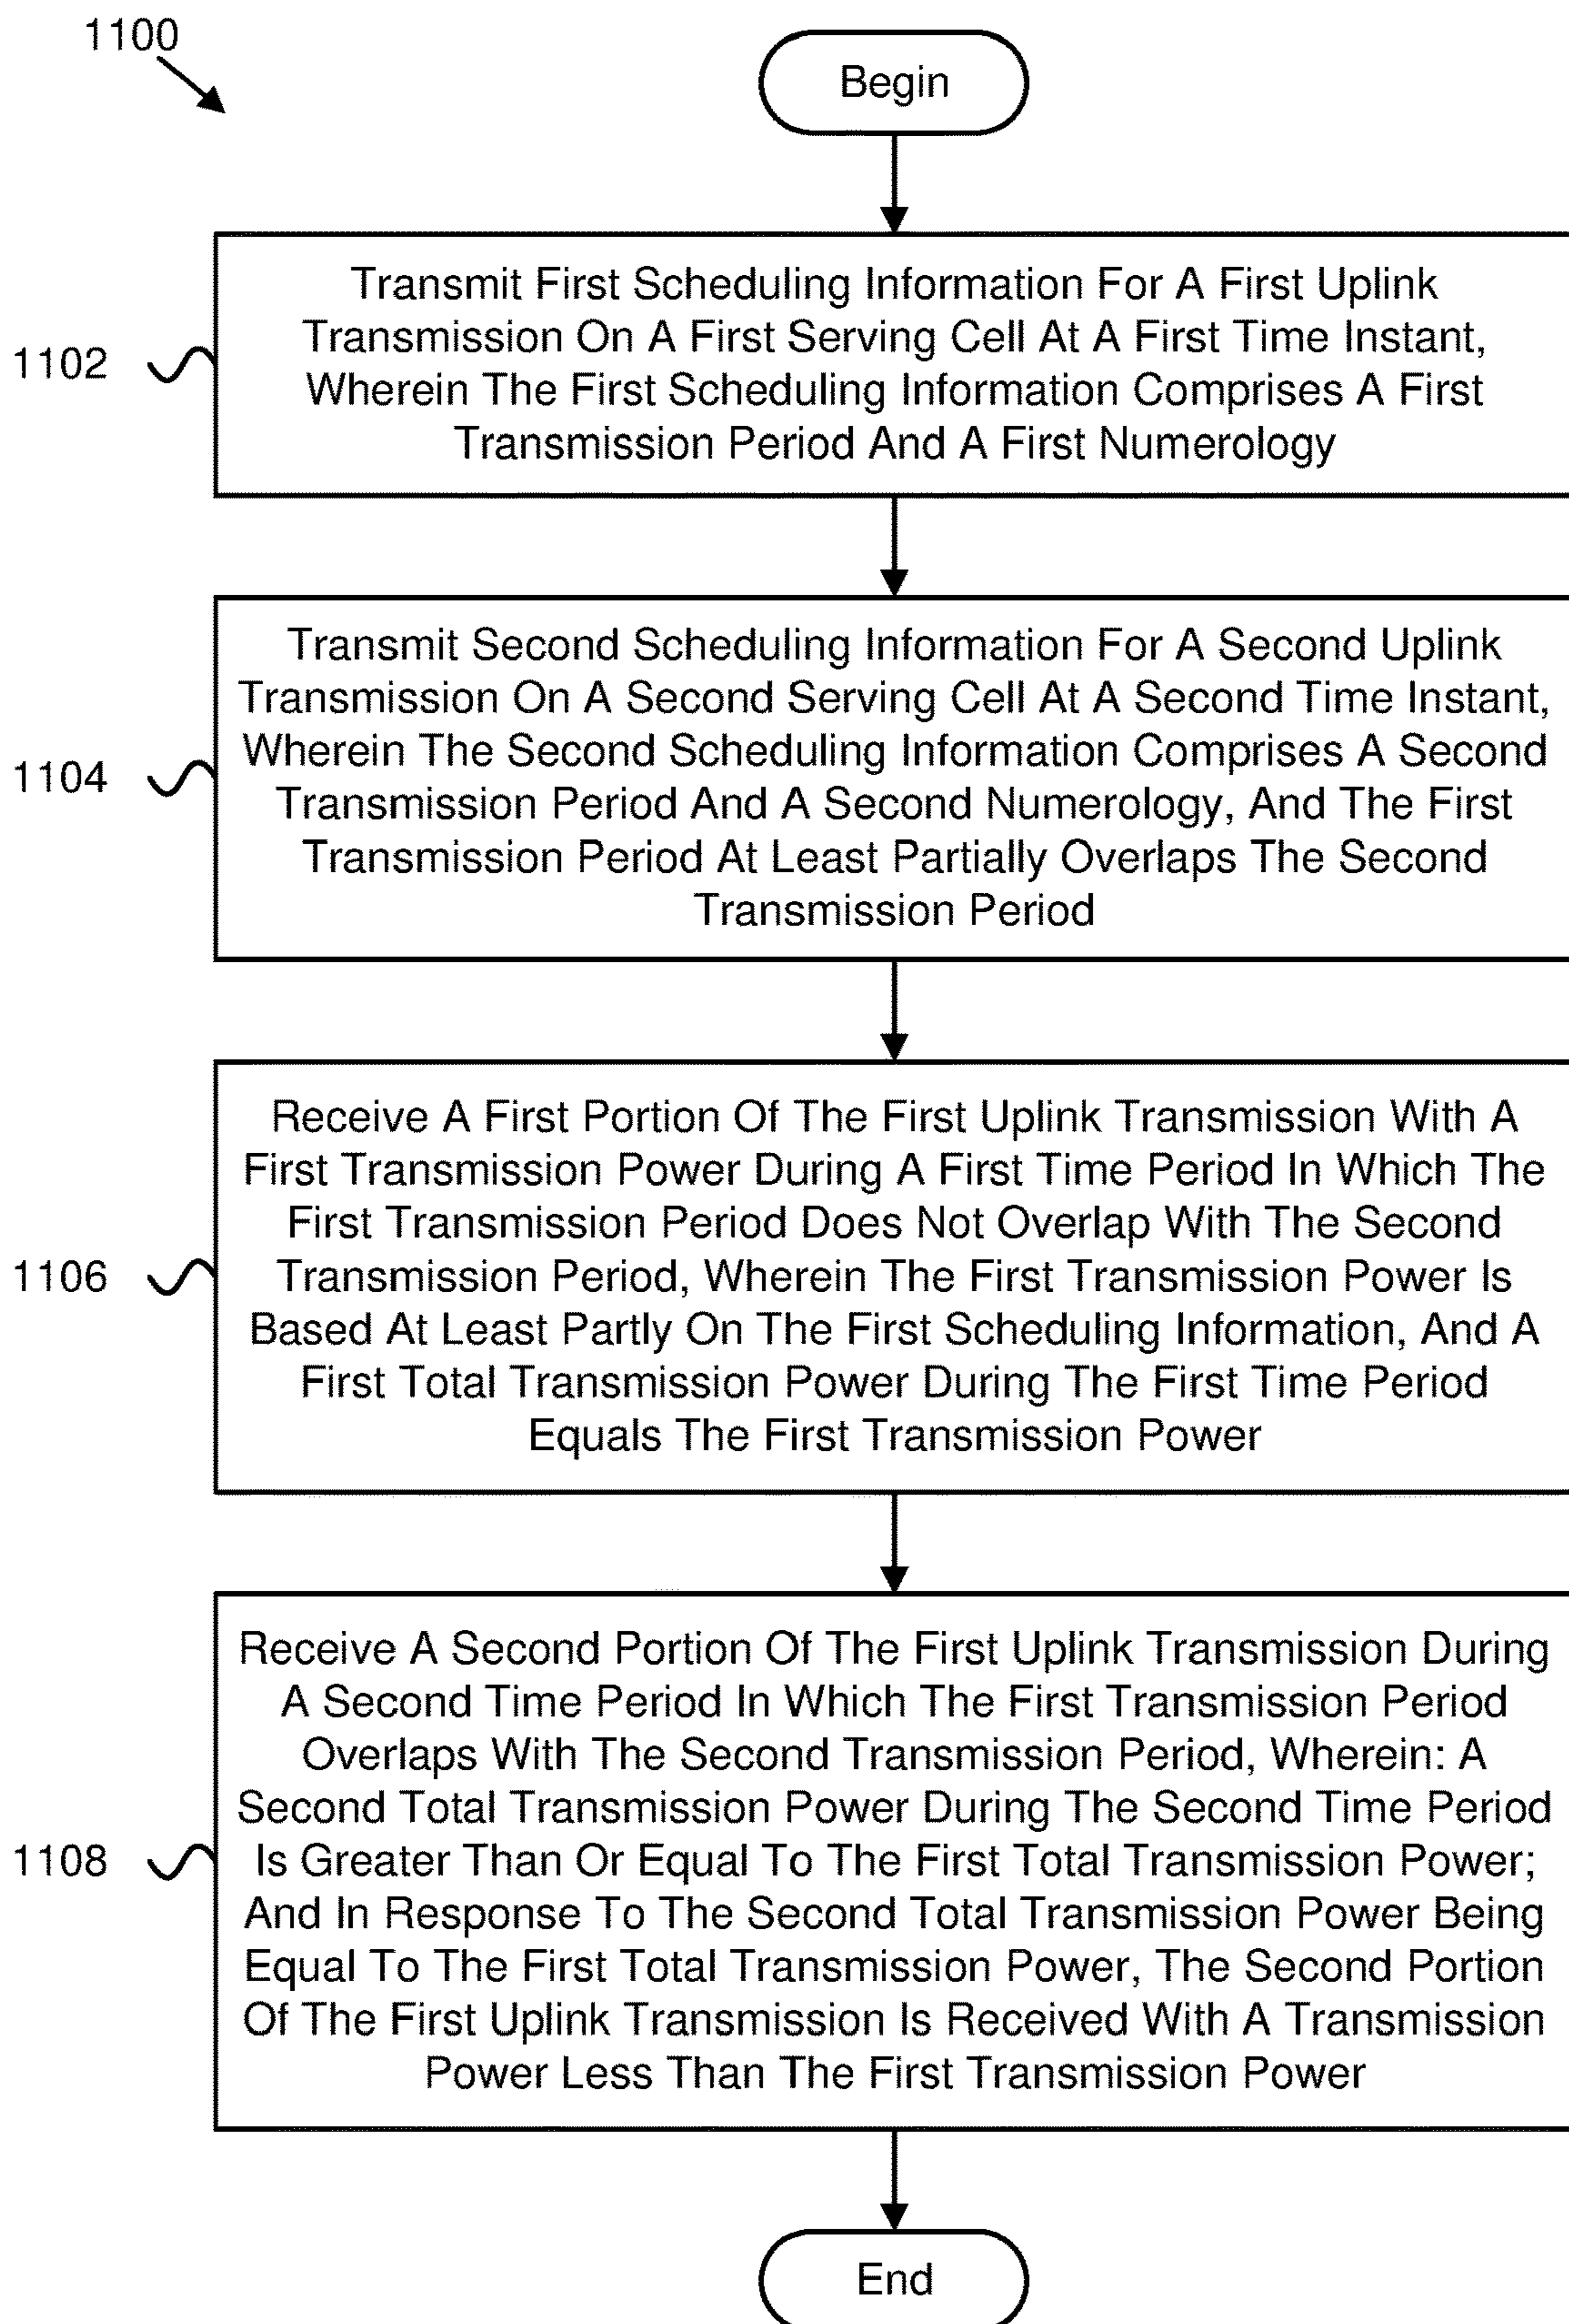 1100
Begin
1102
Transmit First Scheduling Information For A First Uplink
Transmission On A First Serving Cell At A First Time Instant,
Wherein The First Scheduling Information Comprises A First
Transmission Period And A First Numerology
1104
Transmit Second Scheduling Information For A Second Uplink
Transmission On A Second Serving Cell At A Second Time Instant,
Wherein The Second Scheduling Information Comprises A Second
Transmission Period And A Second Numerology, And The First
Transmission Period At Least Partially Overlaps The Second
Transmission Period
1106
Receive A First Portion Of The First Uplink Transmission With A
First Transmission Power During A First Time Period In Which The
First Transmission Period Does Not Overlap With The Second
Transmission Period, Wherein The First Transmission Power Is
Based At Least Partly On The First Scheduling Information, And A
First Total Transmission Power During The First Time Period
Equals The First Transmission Power
1108
Receive A Second Portion Of The First Uplink Transmission During
A Second Time Period In Which The First Transmission Period
Overlaps With The Second Transmission Period, Wherein: A
Second Total Transmission Power During The Second Time Period
Is Greater Than Or Equal To The First Total Transmission Power;
And In Response To The Second Total Transmission Power Being
Equal To The First Total Transmission Power, The Second Portion
Of The First Uplink Transmission Is Received With A Transmission
Power Less Than The First Transmission Power
End